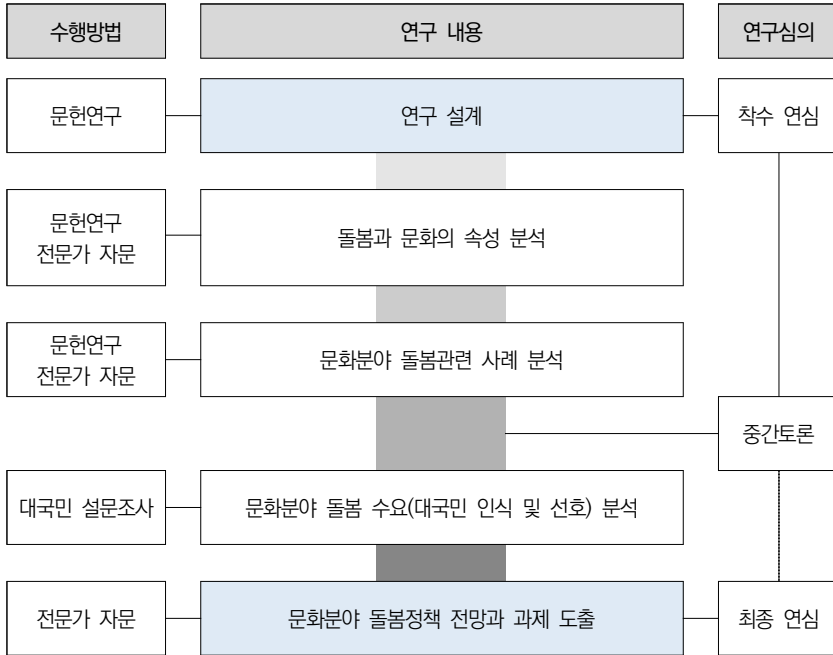 수행방법 연구 내용 연구심의
문헌연구 연구 설계 착수 연심
문헌연구
전문가 자문
돌봄과 문화의 속성 분석
문헌연구
전문가 자문
문화분야 돌봄관련 사례 분석
중간토론
대국민 설문조사 문화분야 돌봄 수요(대국민 인식 및 선호) 분석
전문가 자문 문화분야 돌봄정책 전망과 과제 도출 최종 연심